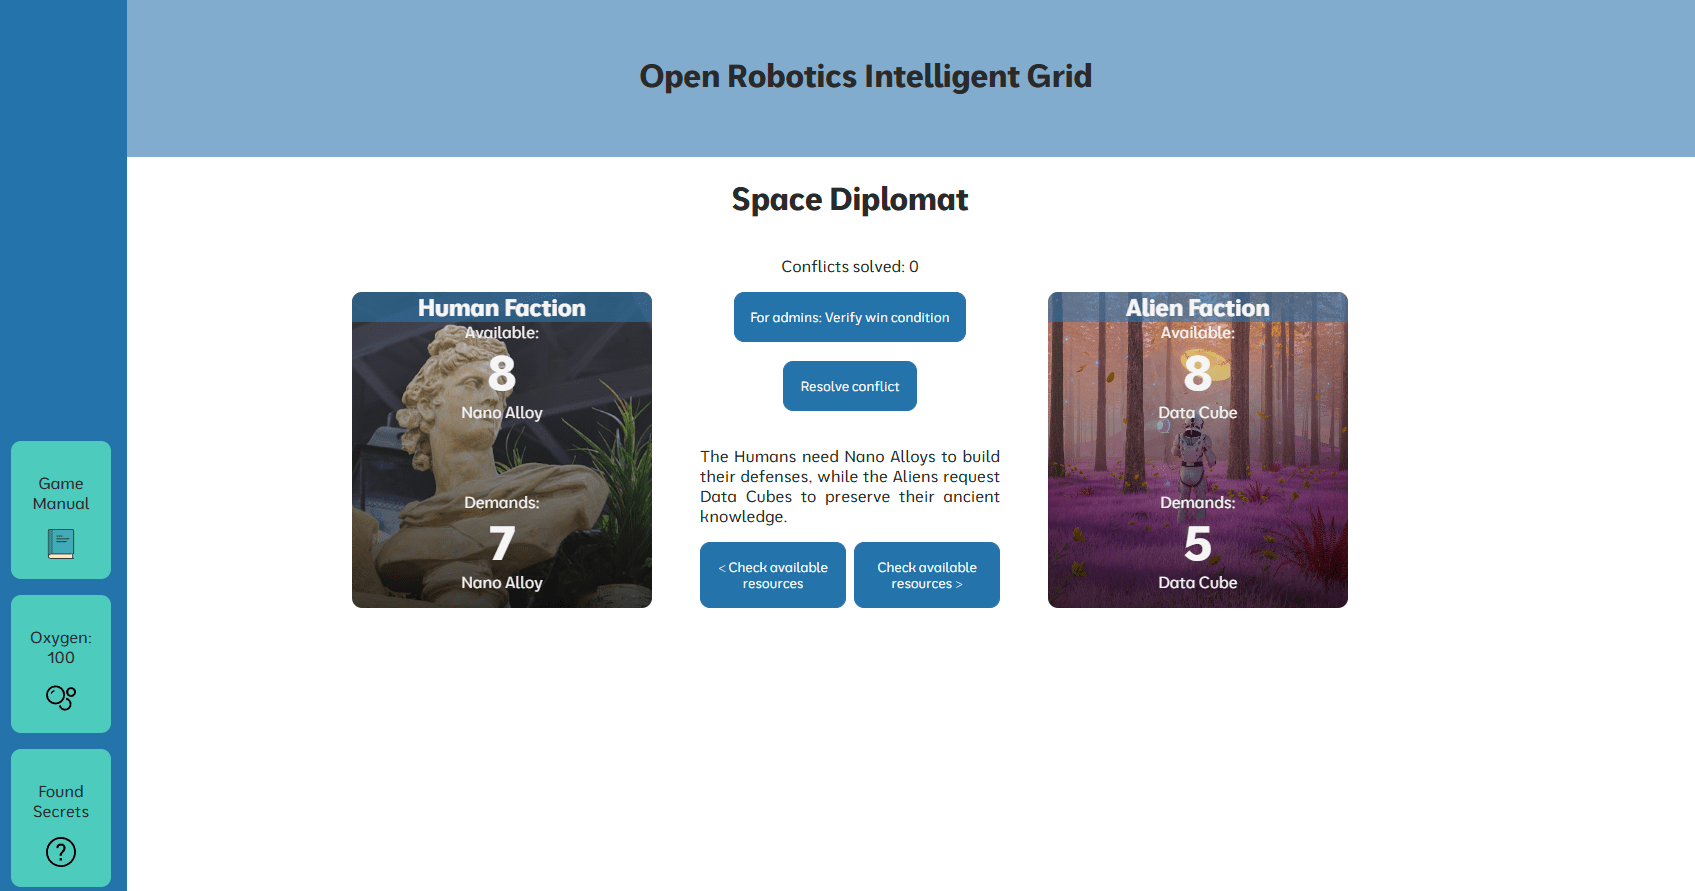 Open Robotics Intelligent Grid
Space Diplomat
Conflicts solved: 0
Human Faction
Available:
8
Nano Alloy
Demands:
7
Nano Alloy
For admins: Verify win condition
Resolve conflict
The Humans need Nano Alloys to build
their defenses, while the Aliens request
Data Cubes to preserve their ancient
knowledge.
< Check available
resources
Check available
resources >
Alien Faction
Available:
8
Data Cube
Demands:
5
Data Cube
Game
Manual
Oxygen:
100
Found
Secrets
?